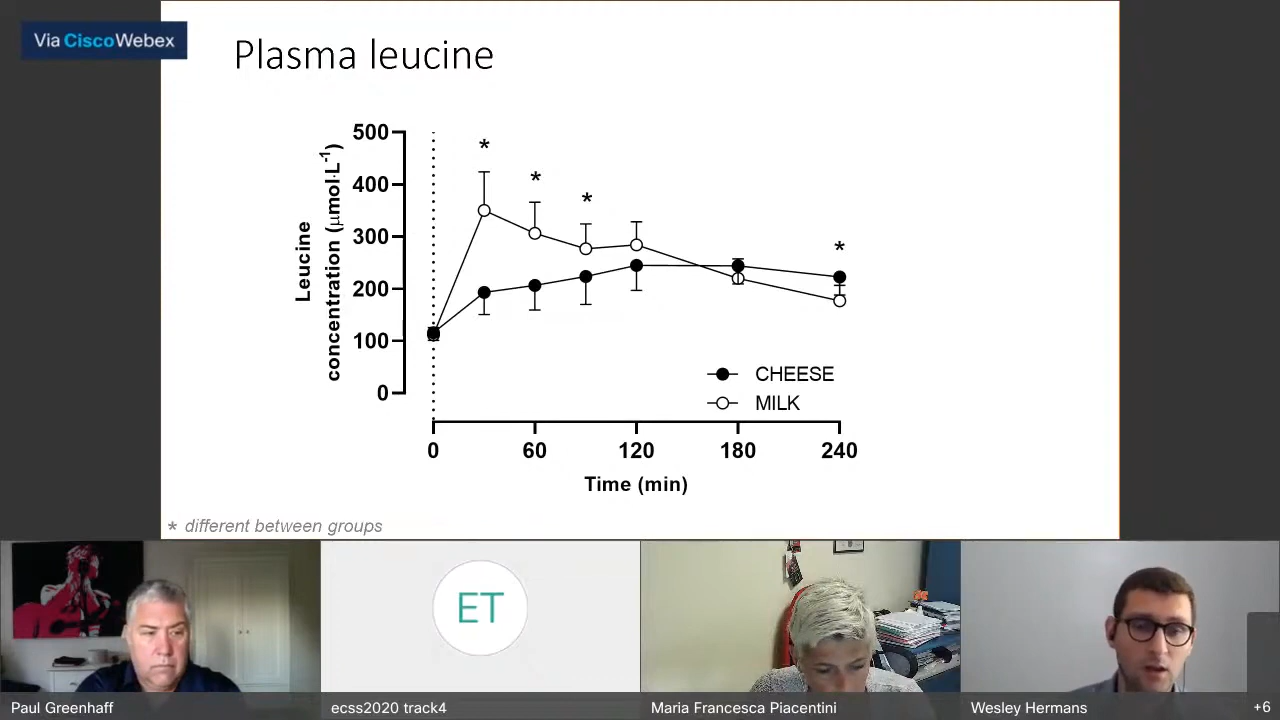 Via CiscoWebex
Plasma leucine
Leucine
concentration (µmol·L⁻¹)
500
400
300
200
100
0
*
*
*
*
CHEESE
MILK
0 60 120 180 240
Time (min)
* different between groups
ET
Paul Greenhaff
ecss2020 track4
Maria Francesca Piacentini
Wesley Hermans
+6